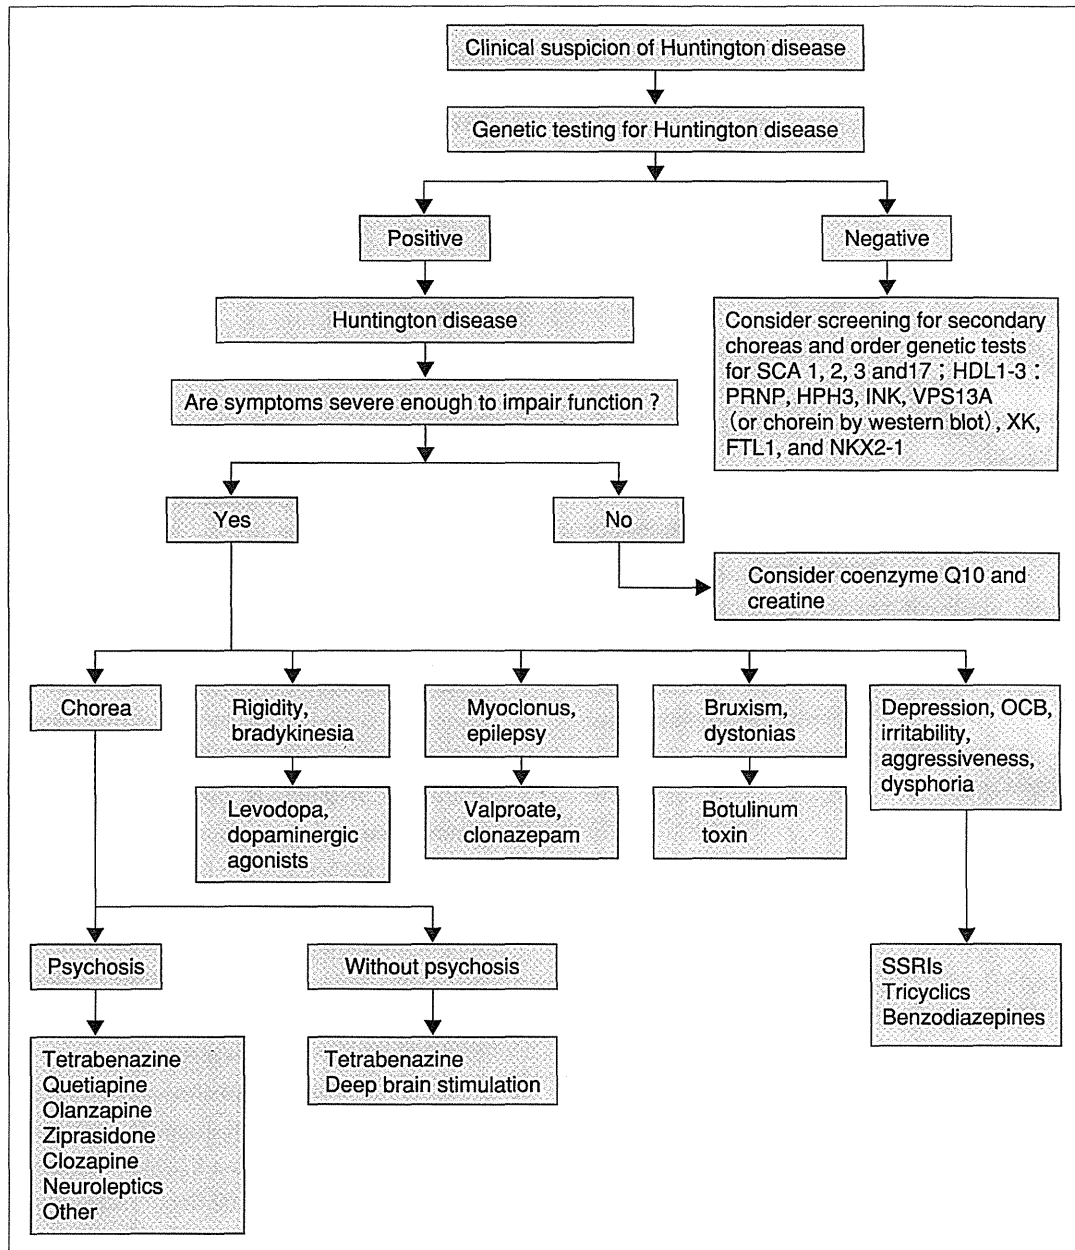 Clinical suspicion of Huntington disease
Genetic testing for Huntington disease
Positive
Negative
Huntington disease
Consider screening for secondary
choreas and order genetic tests
for SCA 1, 2, 3 and17 ; HDL1-3 :
PRNP, HPH3, INK, VPS13A
(or chorein by western blot), XK,
FTL1, and NKX2-1
Are symptoms severe enough to impair function ?
Yes
No
Consider coenzyme Q10 and
creatine
Chorea
Rigidity,
bradykinesia
Myoclonus,
epilepsy
Bruxism,
dystonias
Depression, OCB,
irritability,
aggressiveness,
dysphoria
Levodopa,
dopaminergic
agonists
Valproate,
clonazepam
Botulinum
toxin
Psychosis
Without psychosis
SSRIs
Tricyclics
Benzodiazepines
Tetrabenazine
Quetiapine
Olanzapine
Ziprasidone
Clozapine
Neuroleptics
Other
Tetrabenazine
Deep brain stimulation